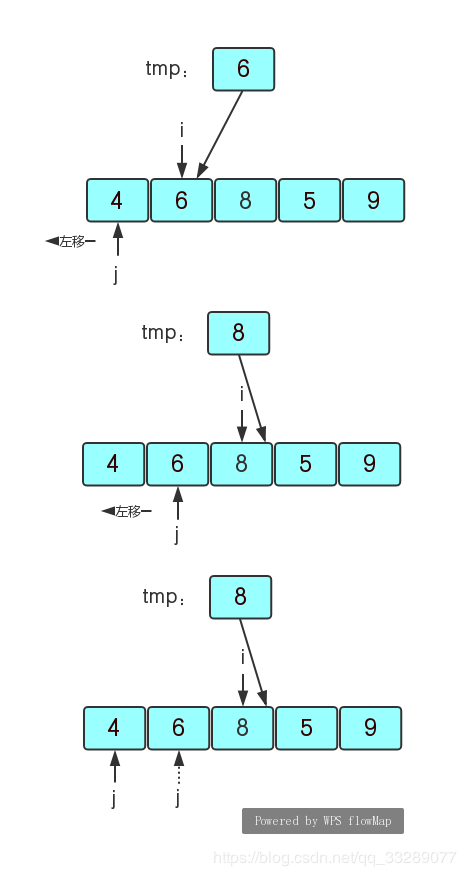 tmp： 6
i
4 6 8 5 9
左移
j
tmp： 8
i
4 6 8 5 9
左移
j
tmp： 8
i
4 6 8 5 9
j j
Powered by WPS flowMap
https://blog.csdn.net/qq_33289077